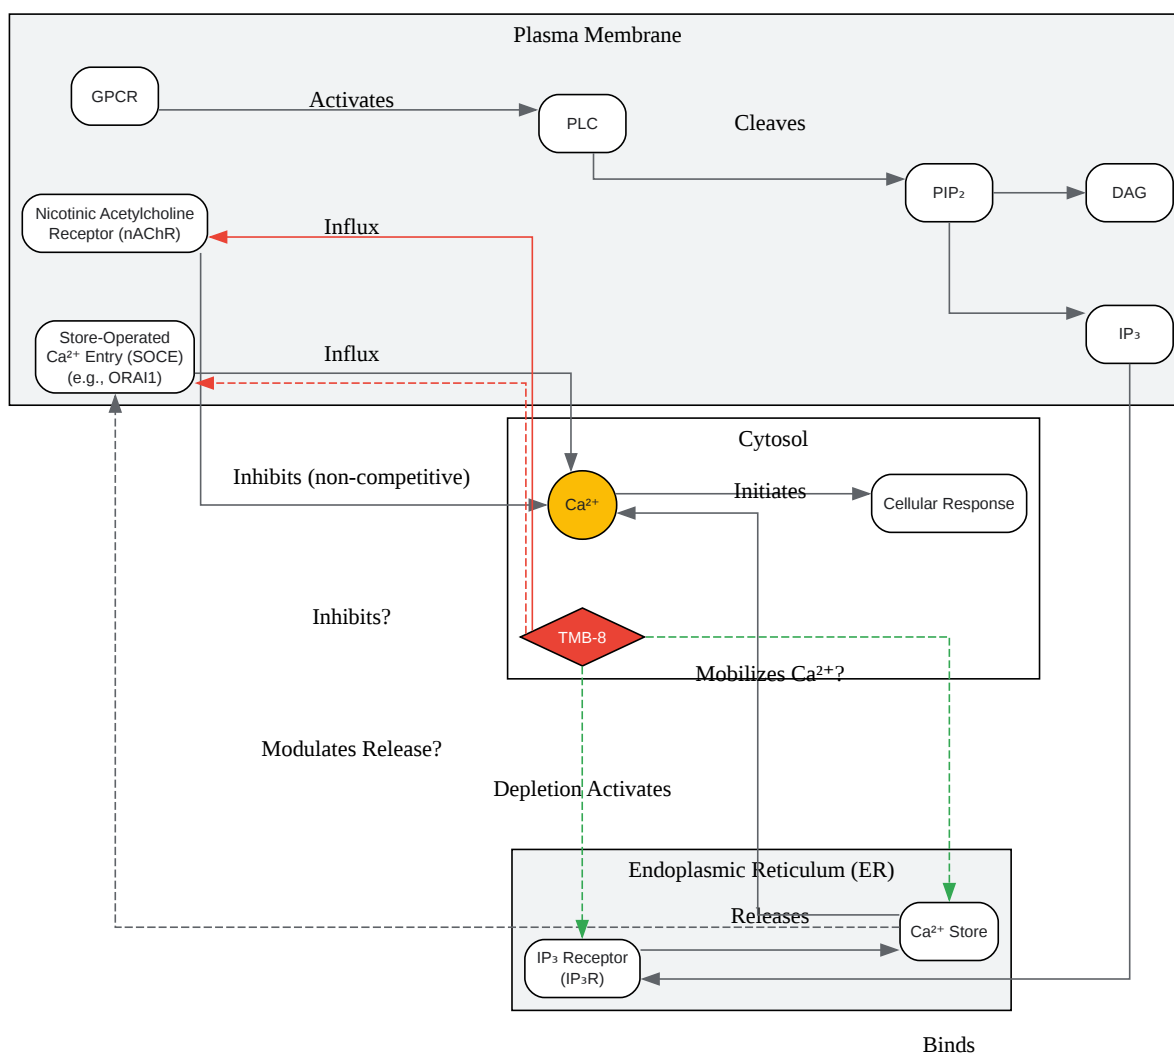 Plasma Membrane
GPCR
Activates
PLC
Cleaves
PIP₂
DAG
Nicotinic Acetylcholine
Receptor (nAChR)
Influx
IP₃
Store-Operated
Ca²⁺ Entry (SOCE)
(e.g., ORAI1)
Influx
Cytosol
Inhibits (non-competitive)
Ca²⁺
Initiates
Cellular Response
Inhibits?
TMB-8
Mobilizes Ca²⁺?
Modulates Release?
Depletion Activates
Endoplasmic Reticulum (ER)
Releases
Ca²⁺ Store
IP₃ Receptor
(IP₃R)
Binds